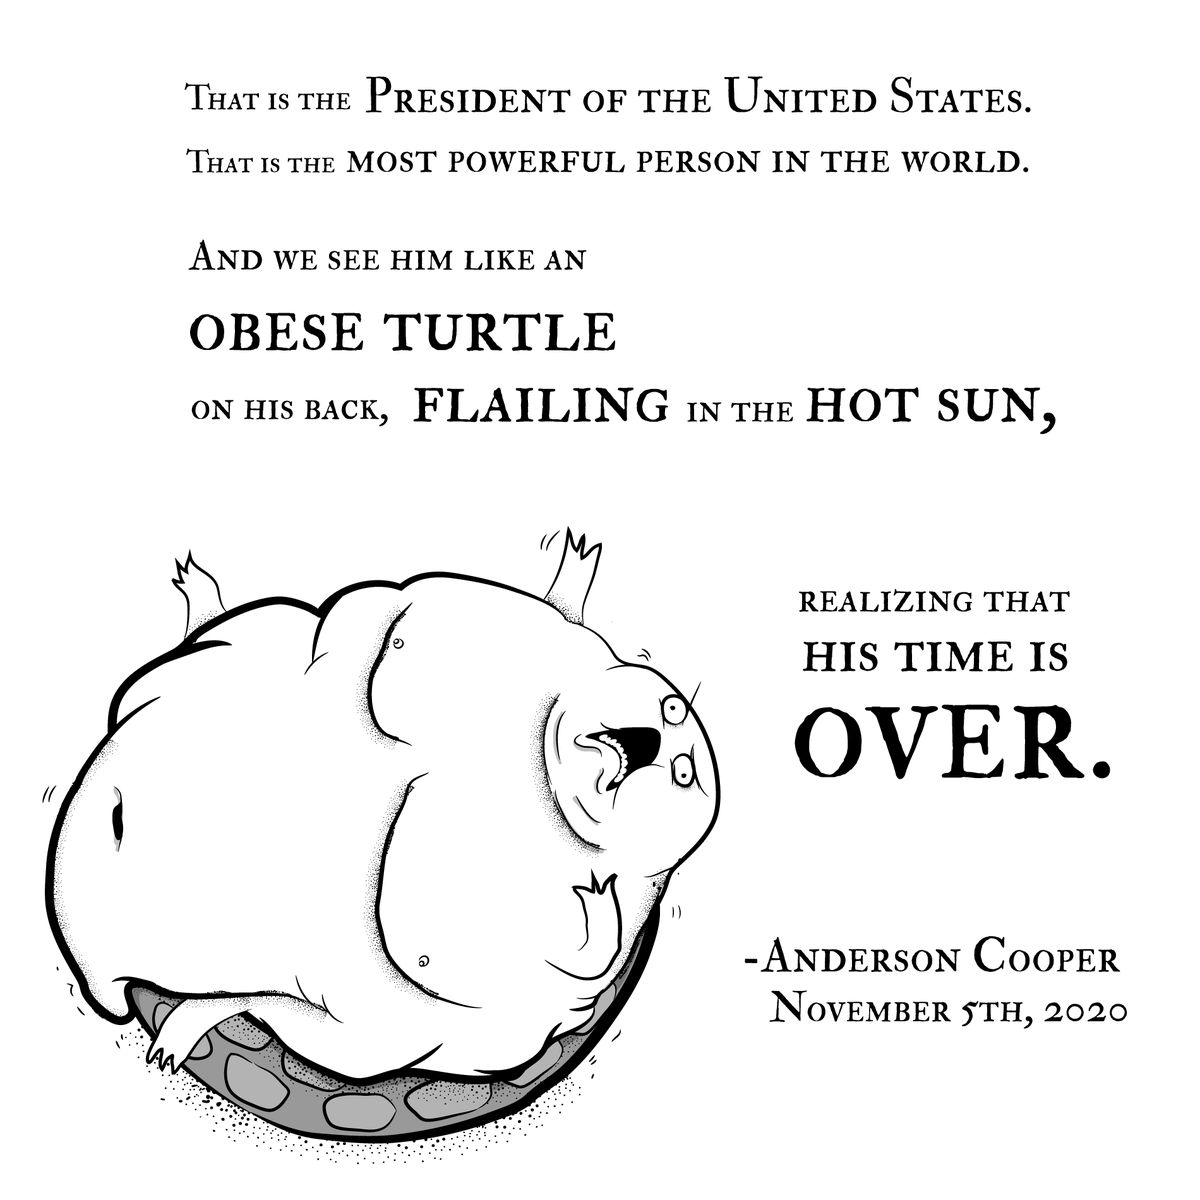 That is the President of the United States.
That is the most powerful person in the world.
And we see him like an
obese turtle
on his back, flailing in the hot sun,
realizing that
his time is
over.
-Anderson Cooper
November 5th, 2020